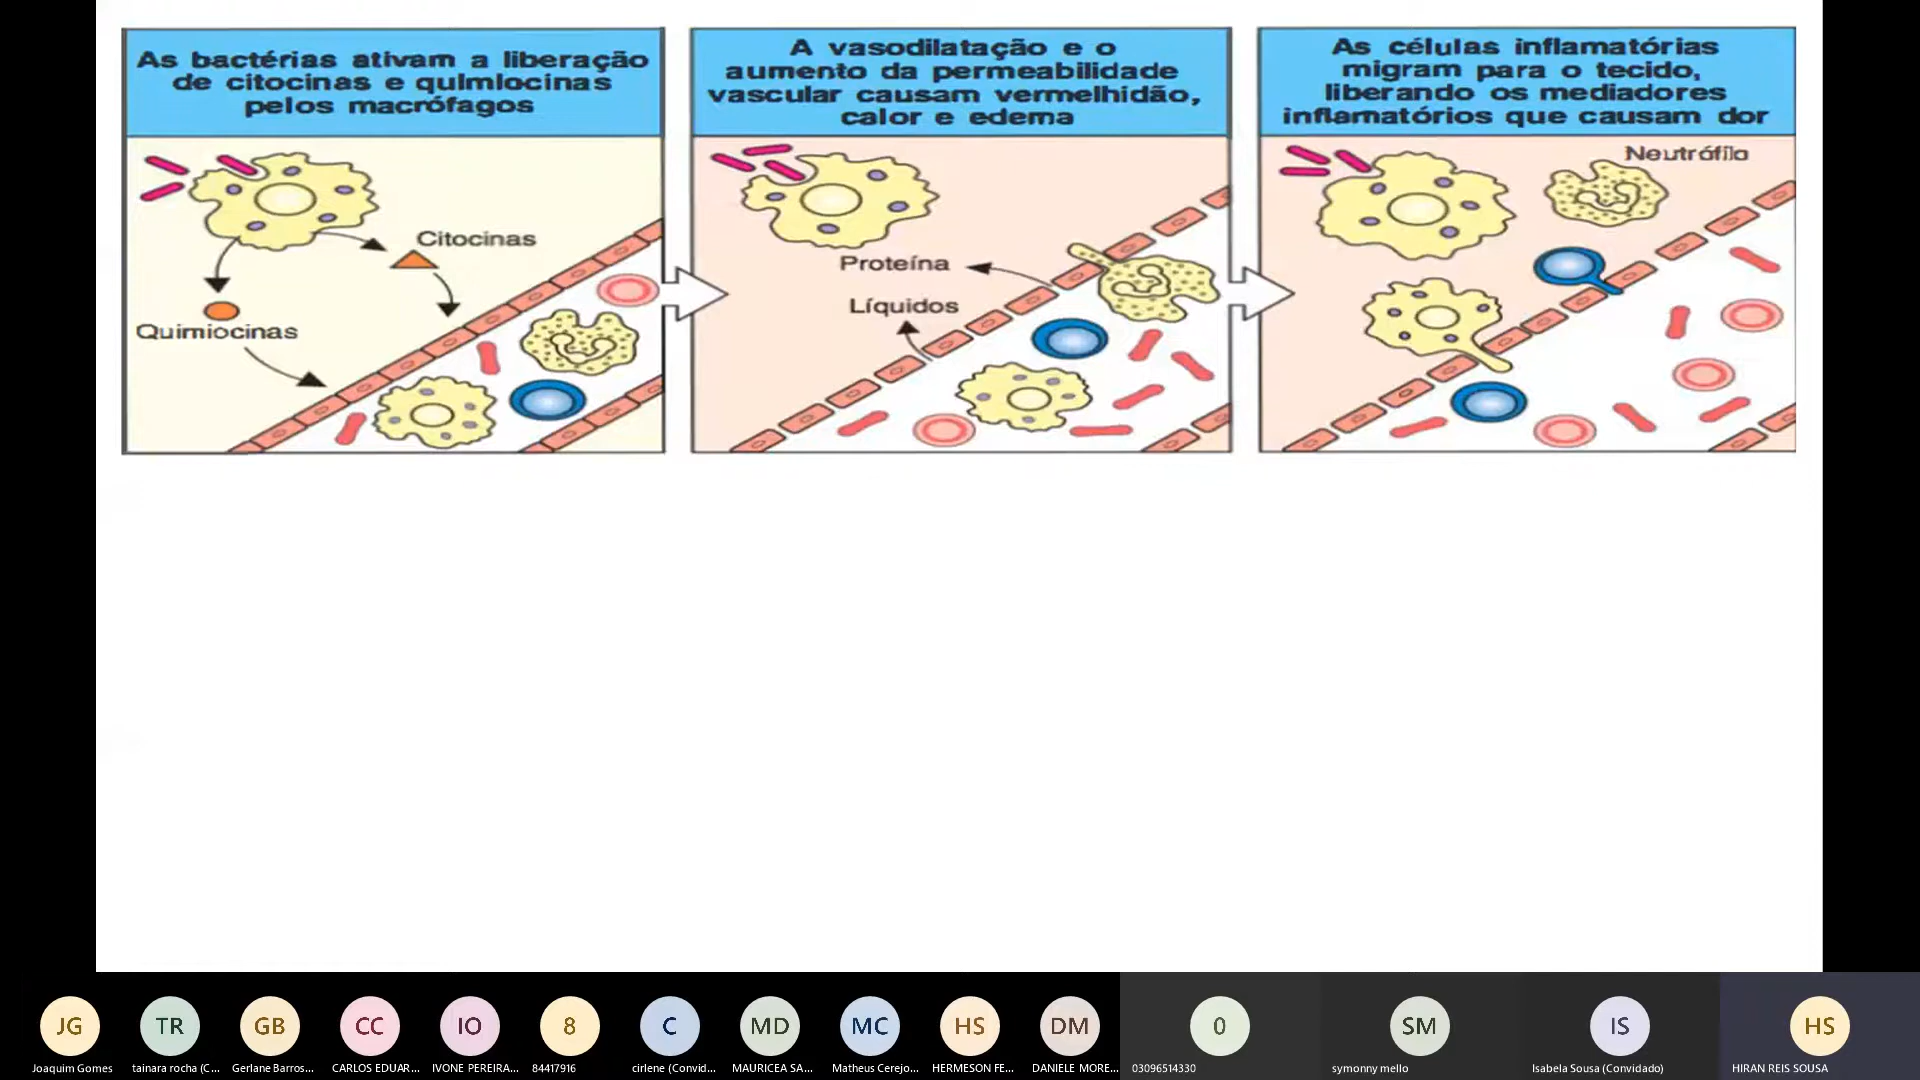 As bactérias ativam a liberação
de citocinas e quimiocinas
pelos macrófagos
A vasodilatação e o
aumento da permeabilidade
vascular causam vermelhidão,
calor e edema
As células inflamatórias
migram para o tecido,
liberando os mediadores
inflamatórios que causam dor
Citocinas
Quimiocinas
Proteína
Líquidos
Neutrófilo
JG
TR
GB
CC
IO
8
C
MD
MC
HS
DM
0
SM
IS
HS
Joaquim Gomes
tainara rocha (C...
Gerlane Barros...
CARLOS EDUAR...
IVONE PEREIRA...
84417916
cirlene (Convid...
MAURICEA SA...
Matheus Cerejo...
HERMESON FE...
DANIELE MORE...
03096514330
symonny mello
Isabela Sousa (Convidado)
HIRAN REIS SOUSA